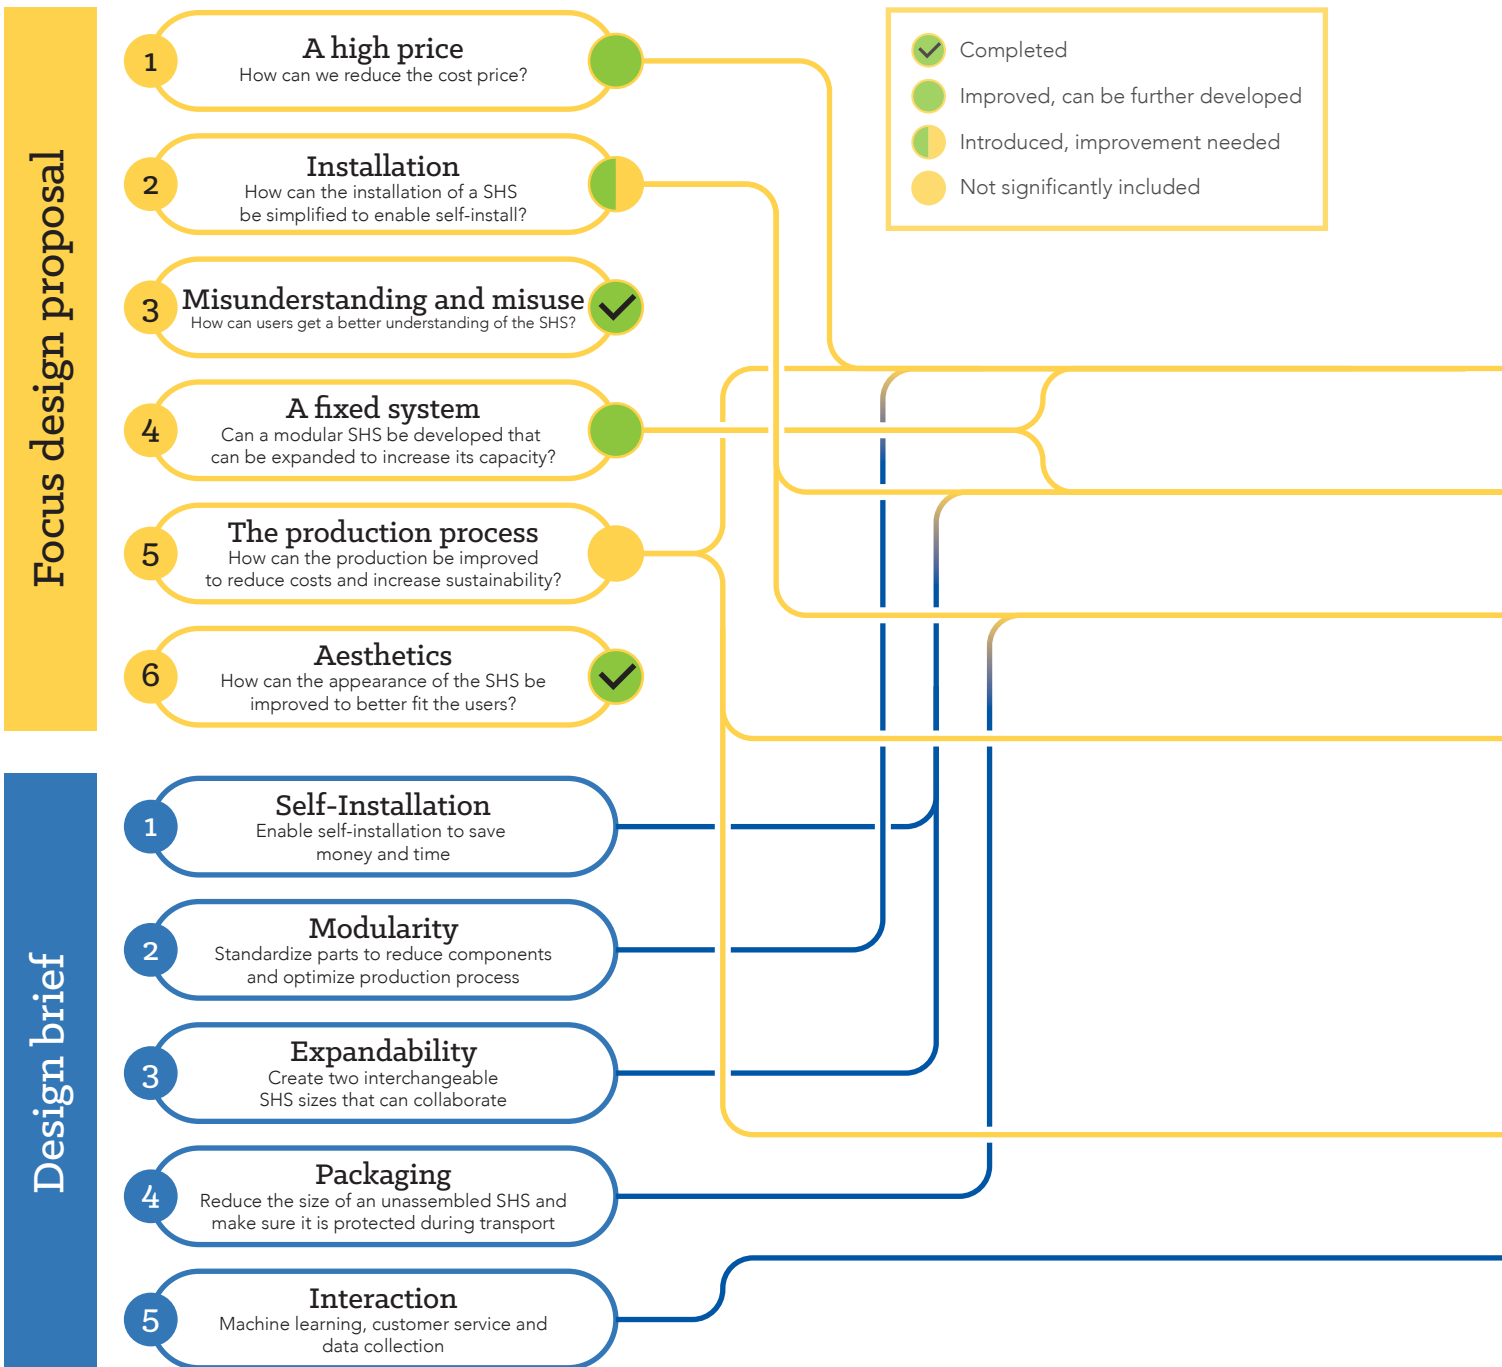 Focus design proposal
1
A high price
How can we reduce the cost price?
2
Installation
How can the installation of a SHS
be simplified to enable self-install?
3
Misunderstanding and misuse
How can users get a better understanding of the SHS?
4
A fixed system
Can a modular SHS be developed that
can be expanded to increase its capacity?
5
The production process
How can the production be improved
to reduce costs and increase sustainability?
6
Aesthetics
How can the appearance of the SHS be
improved to better fit the users?
Completed
Improved, can be further developed
Introduced, improvement needed
Not significantly included
Design brief
1
Self-Installation
Enable self-installation to save
money and time
2
Modularity
Standardize parts to reduce components
and optimize production process
3
Expandability
Create two interchangeable
SHS sizes that can collaborate
4
Packaging
Reduce the size of an unassembled SHS and
make sure it is protected during transport
5
Interaction
Machine learning, customer service and
data collection